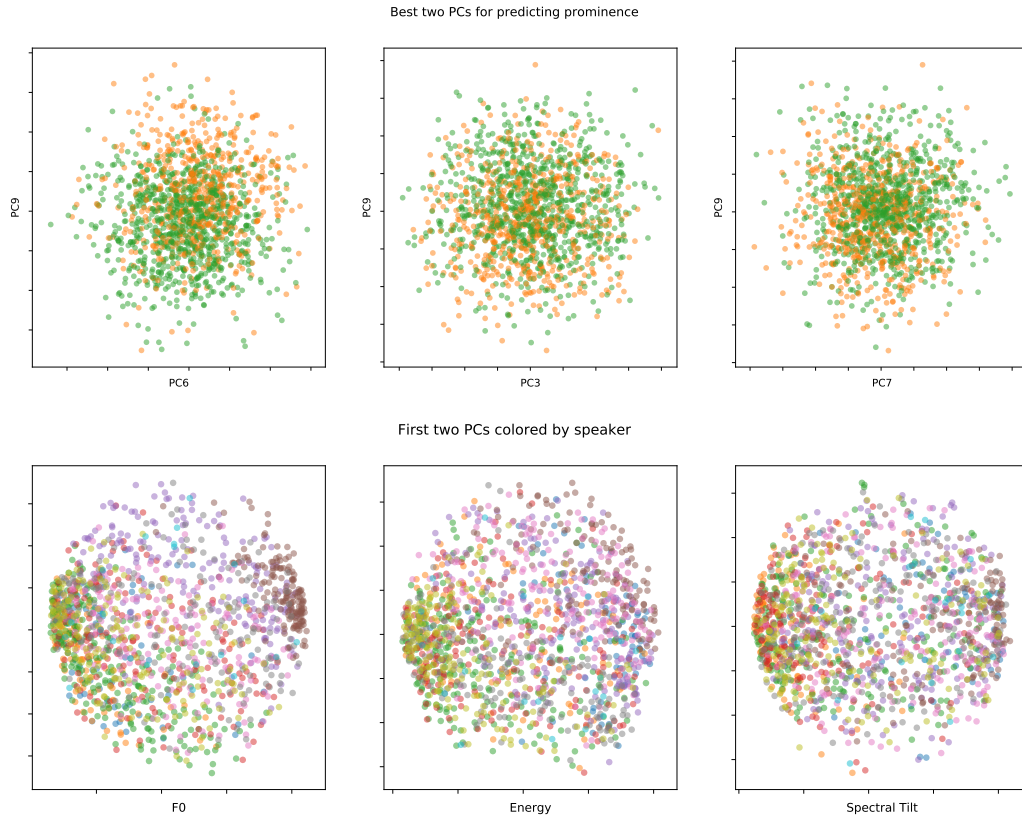 Best two PCs for predicting prominence
PC9
PC6
PC9
PC3
PC9
PC7
First two PCs colored by speaker
F0
Energy
Spectral Tilt